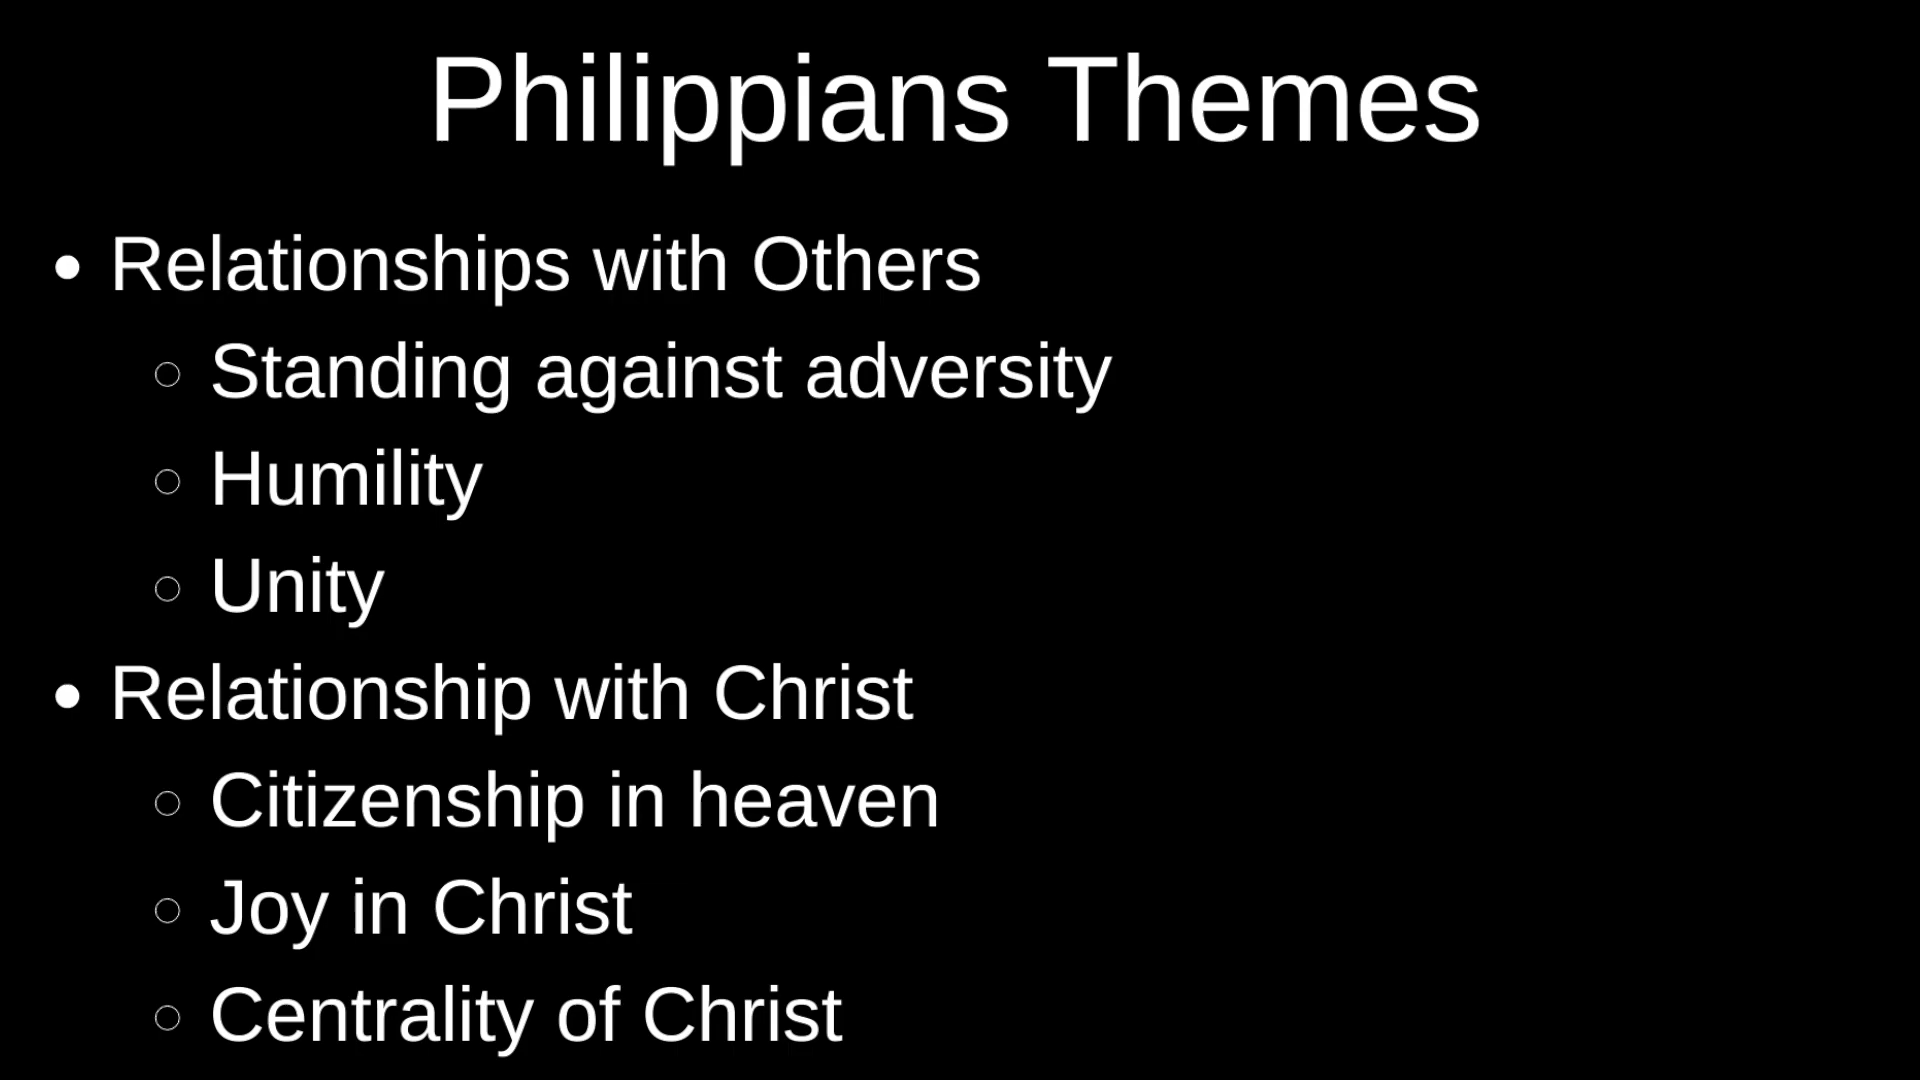 Philippians Themes
• Relationships with Others
○ Standing against adversity
○ Humility
○ Unity
• Relationship with Christ
○ Citizenship in heaven
○ Joy in Christ
○ Centrality of Christ